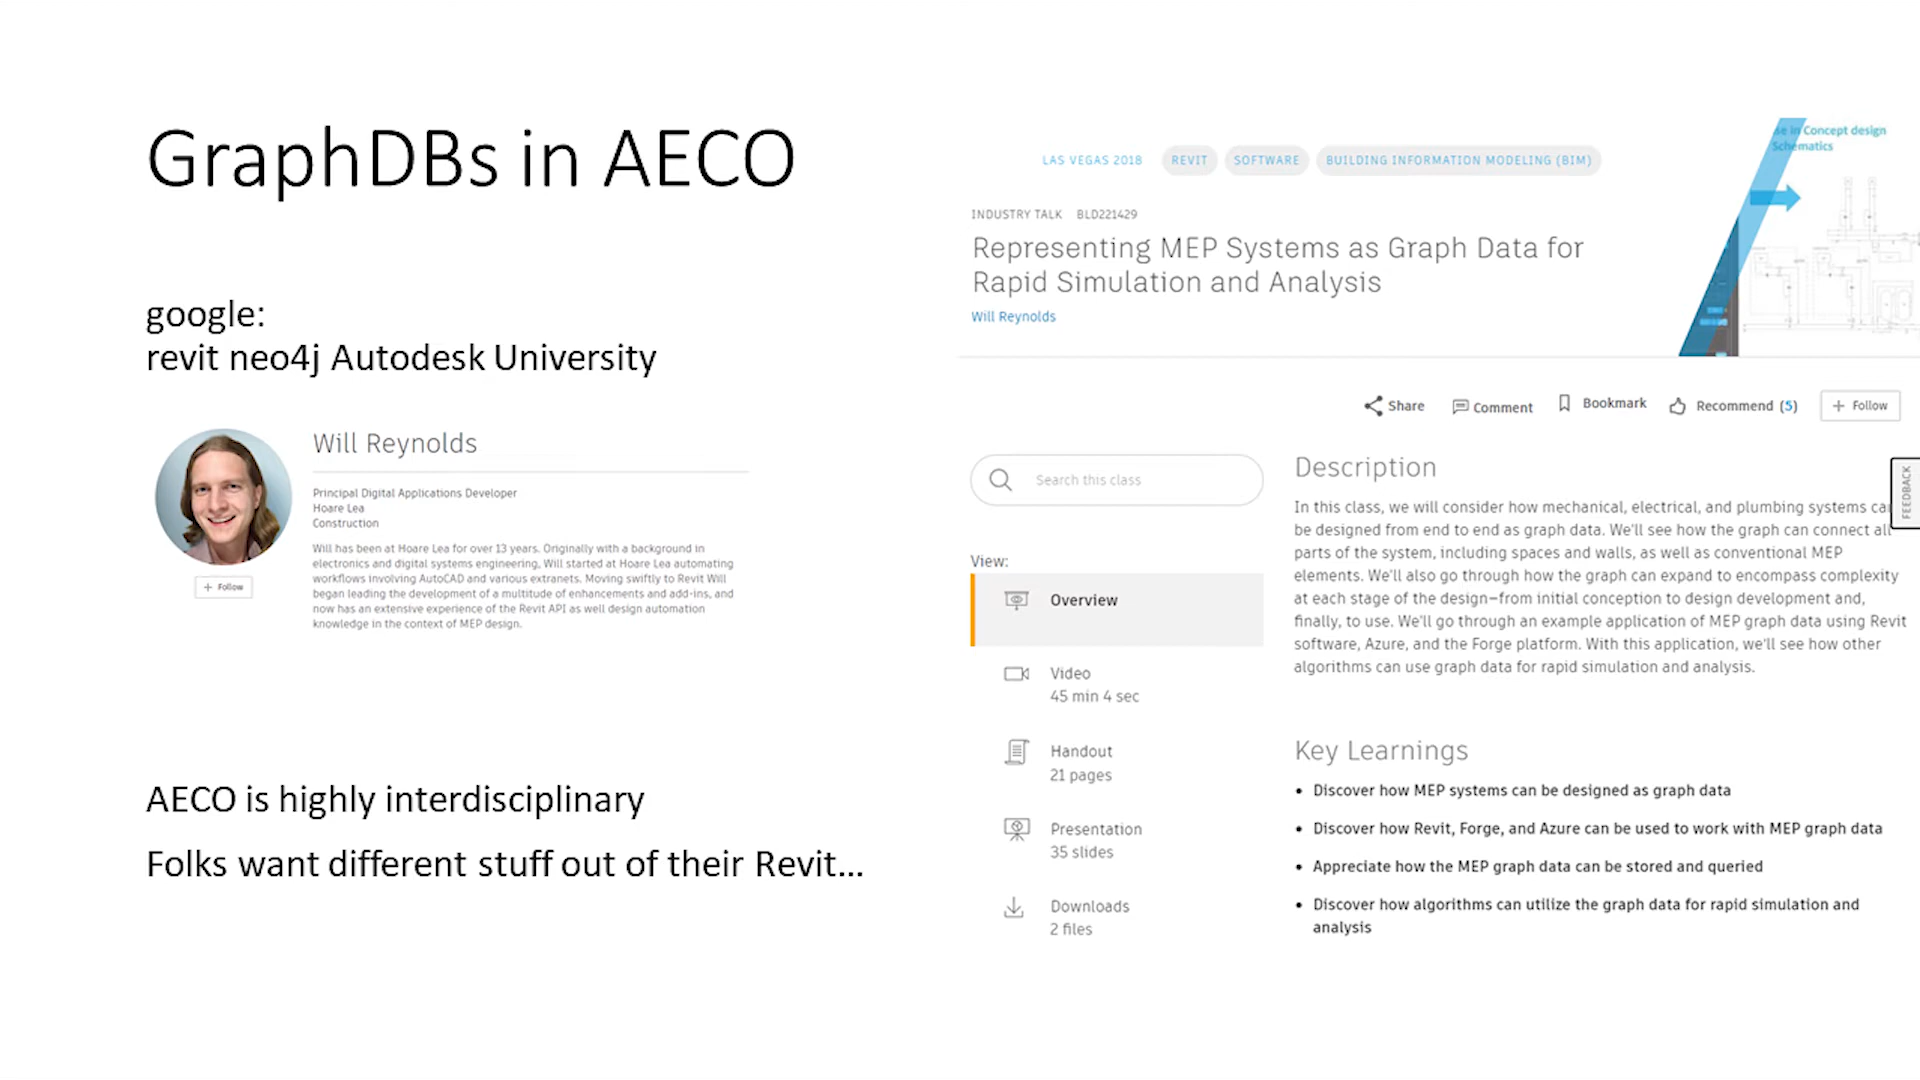 GraphDBs in AECO
google:
revit neo4j Autodesk University
Will Reynolds
Principal Digital Applications Developer
Hoare Lea
Construction
Will has been at Hoare Lea for over 13 years. Originally with a background in
electronics and digital systems engineering, Will started at Hoare Lea automating
workflows involving AutoCAD and various extranets. Moving swiftly to Revit Will
began leading the development of a multitude of enhancements and add-ins, and
now has an extensive experience of the Revit API as well design automation
knowledge in the context of MEP design.
+ Follow
AECO is highly interdisciplinary
Folks want different stuff out of their Revit...
LAS VEGAS 2018 REVIT SOFTWARE BUILDING INFORMATION MODELING (BIM)
INDUSTRY TALK BLD221429
Representing MEP Systems as Graph Data for
Rapid Simulation and Analysis
Will Reynolds
se in Concept design
Schematics
Share Comment Bookmark Recommend (5) + Follow
Search this class
View:
Overview
Video
45 min 4 sec
Handout
21 pages
Presentation
35 slides
Downloads
2 files
Description
In this class, we will consider how mechanical, electrical, and plumbing systems can
be designed from end to end as graph data. We'll see how the graph can connect all
parts of the system, including spaces and walls, as well as conventional MEP
elements. We'll also go through how the graph can expand to encompass complexity
at each stage of the design—from initial conception to design development and,
finally, to use. We'll go through an example application of MEP graph data using Revit
software, Azure, and the Forge platform. With this application, we'll see how other
algorithms can use graph data for rapid simulation and analysis.
FEEDBACK
Key Learnings
• Discover how MEP systems can be designed as graph data
• Discover how Revit, Forge, and Azure can be used to work with MEP graph data
• Appreciate how the MEP graph data can be stored and queried
• Discover how algorithms can utilize the graph data for rapid simulation and
analysis